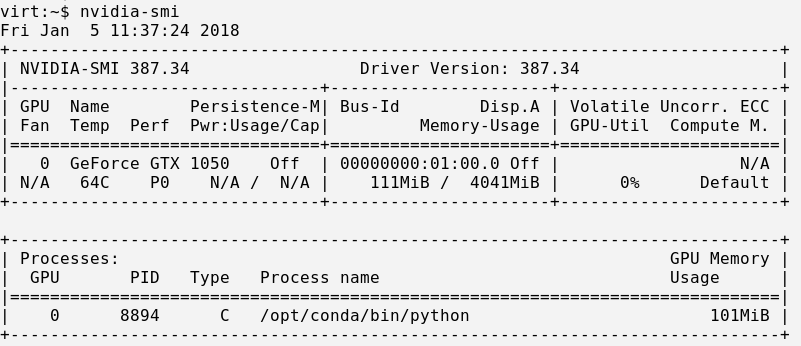 virt:~$ nvidia-smi
Fri Jan  5 11:37:24 2018
+-----------------------------------------------------------------------------+
| NVIDIA-SMI 387.34                 Driver Version: 387.34                    |
|-------------------------------+----------------------+----------------------+
| GPU  Name        Persistence-M| Bus-Id        Disp.A | Volatile Uncorr. ECC |
| Fan  Temp  Perf  Pwr:Usage/Cap|         Memory-Usage | GPU-Util  Compute M. |
|===============================+======================+======================|
|   0  GeForce GTX 1050    Off  | 00000000:01:00.0 Off |                  N/A |
| N/A   64C    P0    N/A /  N/A |    111MiB /  4041MiB |      0%      Default |
+-------------------------------+----------------------+----------------------+

+-----------------------------------------------------------------------------+
| Processes:                                                       GPU Memory |
|  GPU       PID   Type   Process name                             Usage      |
|=============================================================================|
|    0      8894      C   /opt/conda/bin/python                        101MiB |
+-----------------------------------------------------------------------------+